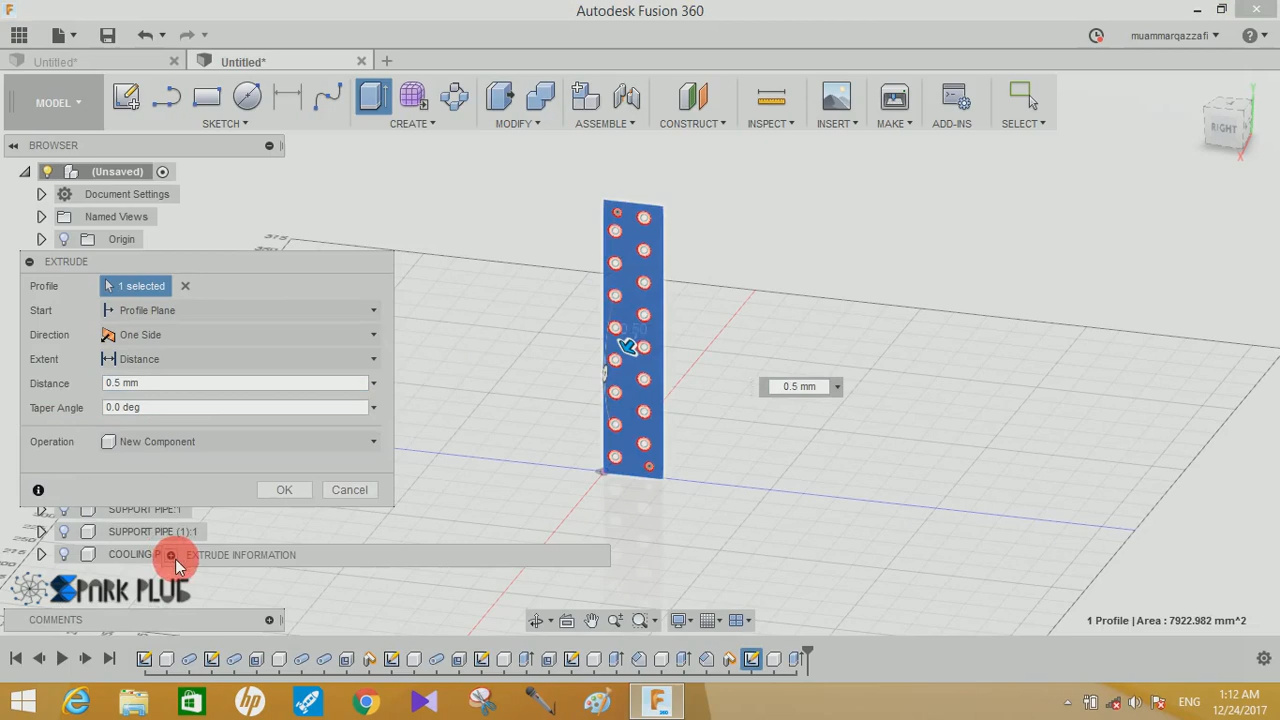 Autodesk Fusion 360
muammarqazzafi
Untitled*
Untitled*
MODEL
SKETCH
CREATE
MODIFY
ASSEMBLE
CONSTRUCT
INSPECT
INSERT
MAKE
ADD-INS
SELECT
RIGHT
BROWSER
(Unsaved)
Document Settings
Named Views
Origin
EXTRUDE
Profile
1 selected
Start
Profile Plane
Direction
One Side
Extent
Distance
Distance
0.5 mm
0.5 mm
Taper Angle
0.0 deg
Operation
New Component
OK
Cancel
SUPPORT PIPE:1
SUPPORT PIPE (1):1
COOLING
EXTRUDE INFORMATION
SPARK PLUG
COMMENTS
1 Profile | Area : 7922.982 mm^2
ENG
1:12 AM
12/24/2017